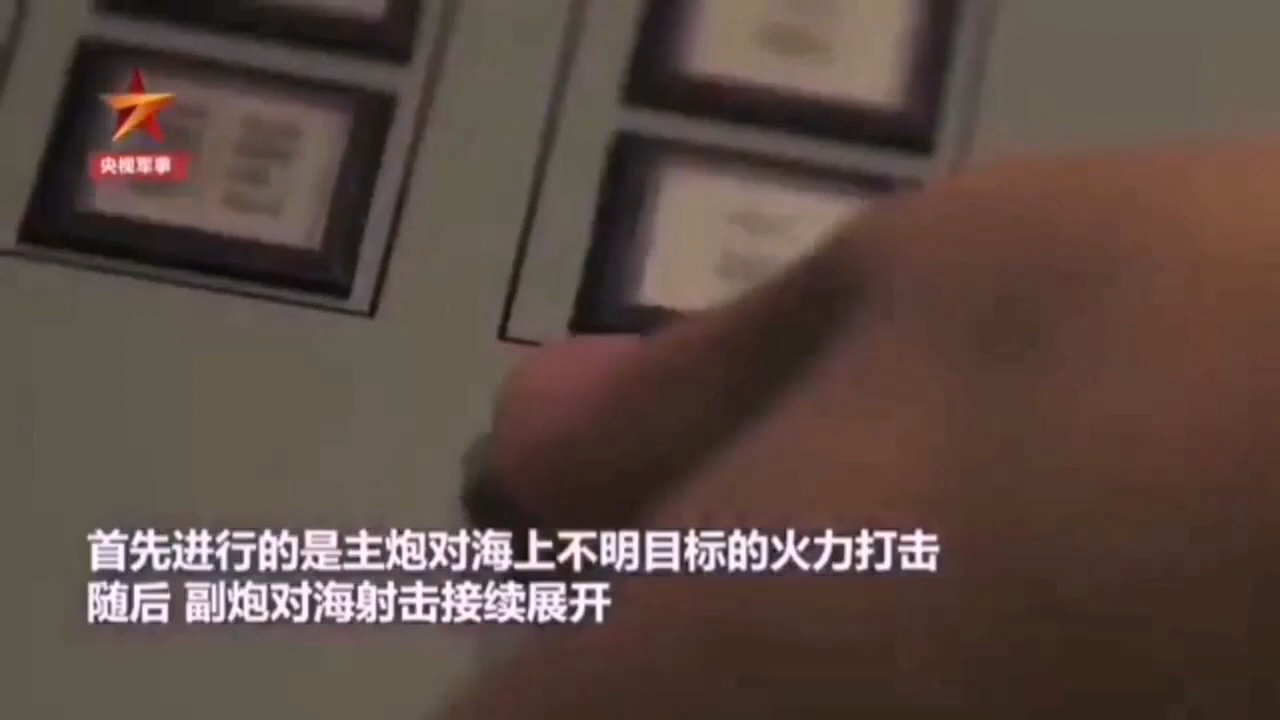 央视军事
首先进行的是主炮对海上不明目标的火力打击
随后 副炮对海射击接续展开